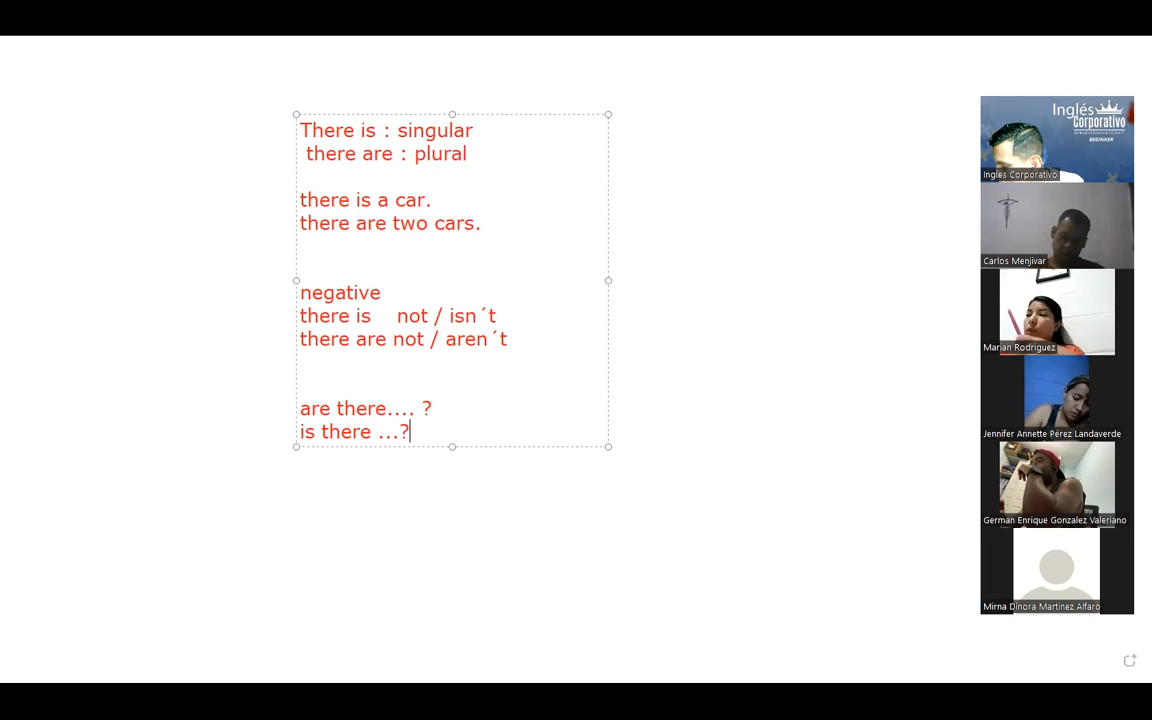 There is : singular
there are : plural
there is a car.
there are two cars.
negative
there is    not / isn´t
there are not / aren´t
are there.... ?
is there ...?
Inglés
Corporativo
BEGINNER
Ingles Corporativo
Carlos Menjivar
Marian Rodriguez
Jennifer Annette Pérez Landaverde
German Enrique Gonzalez Valeriano
Mirna Dinora Martinez Alfaro